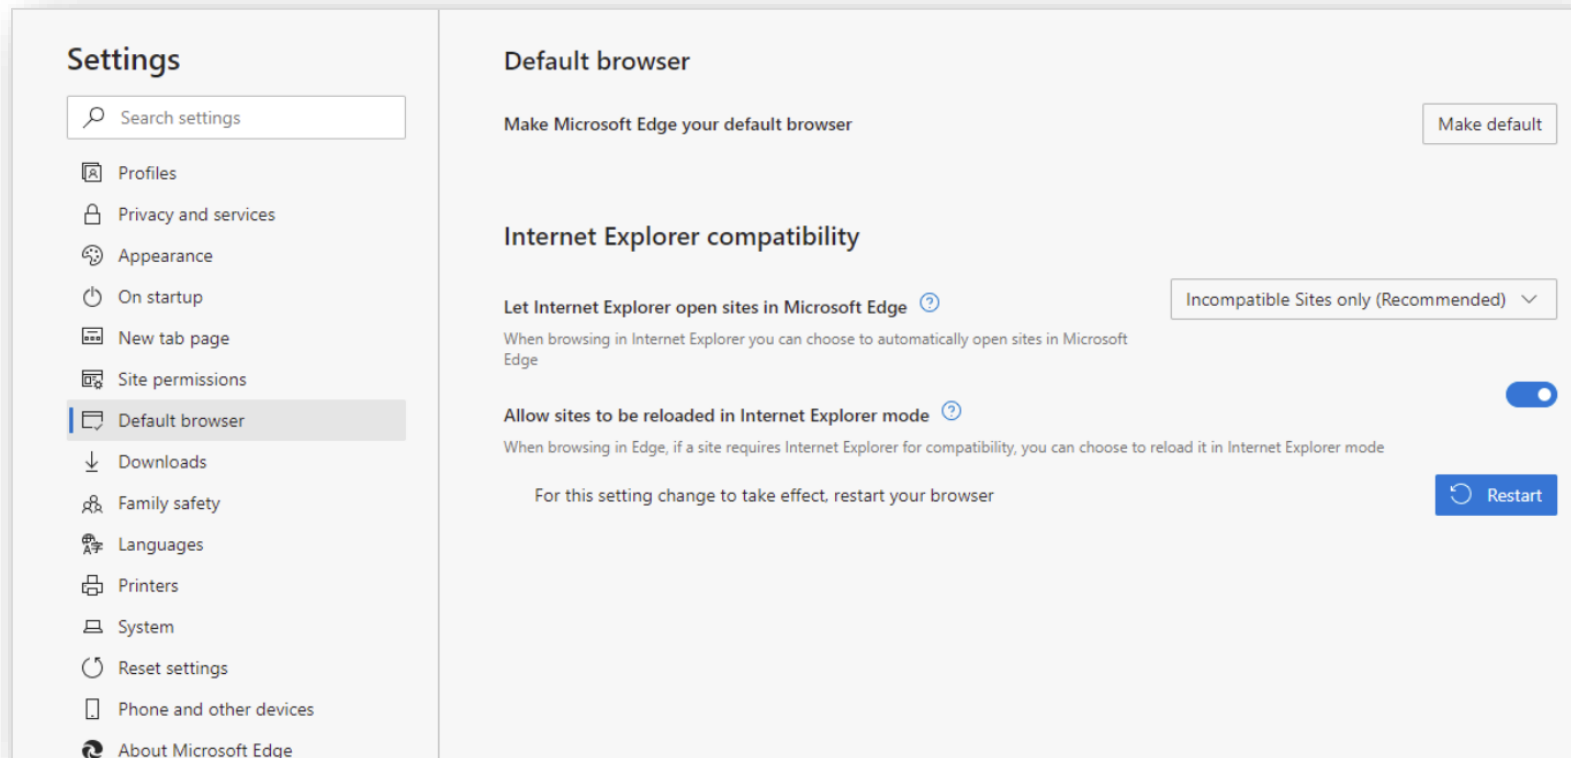 Settings
Search settings
Profiles
Privacy and services
Appearance
On startup
New tab page
Site permissions
Default browser
Downloads
Family safety
Languages
Printers
System
Reset settings
Phone and other devices
About Microsoft Edge
Default browser
Make Microsoft Edge your default browser
Make default
Internet Explorer compatibility
Let Internet Explorer open sites in Microsoft Edge
Incompatible Sites only (Recommended)
When browsing in Internet Explorer you can choose to automatically open sites in Microsoft
Edge
Allow sites to be reloaded in Internet Explorer mode
When browsing in Edge, if a site requires Internet Explorer for compatibility, you can choose to reload it in Internet Explorer mode
For this setting change to take effect, restart your browser
Restart